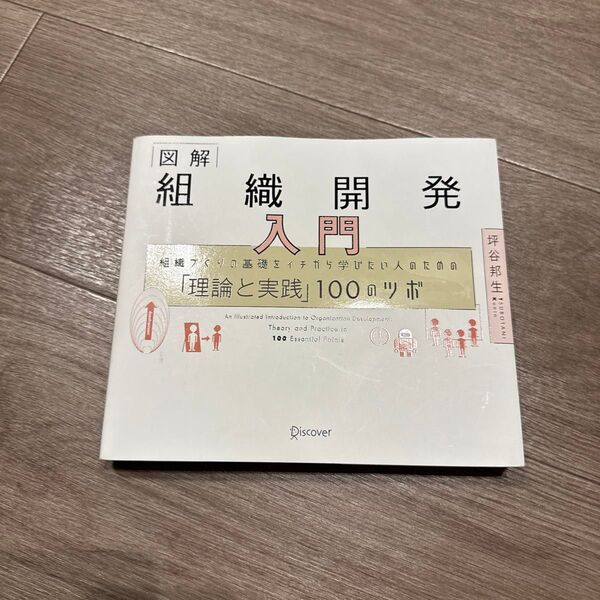 図解
組織開発
入門
組織づくりの基礎をイチから学びたい人のための
「理論と実践」100のツボ
An Illustrated Introduction to Organization Development:
Theory and Practice in
100 Essential Points
坪谷邦生
TSUBOTANI
Kunio
Discover